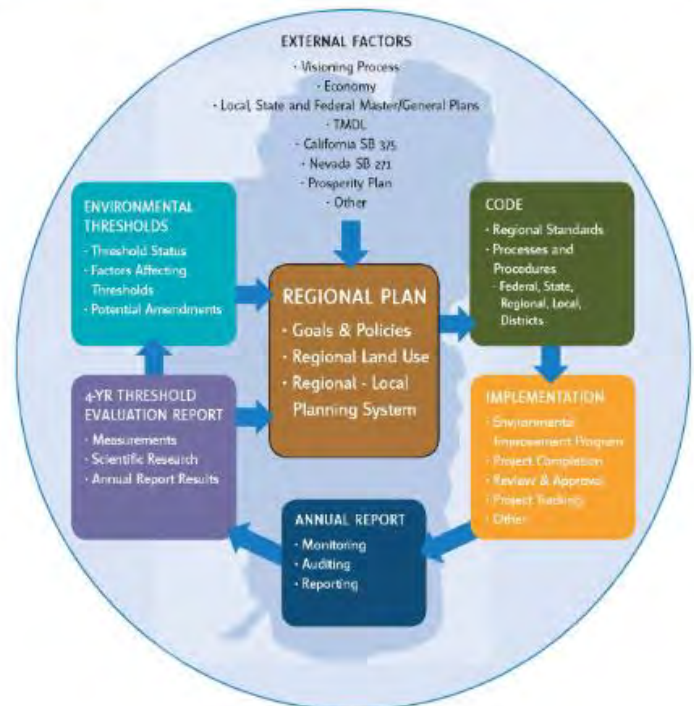 EXTERNAL FACTORS
· Visioning Process
· Economy
· Local, State and Federal Master/General Plans
· TMDL
· California SB 375
· Nevada SB 271
· Prosperity Plan
· Other
ENVIRONMENTAL
THRESHOLDS
· Threshold Status
· Factors Affecting
Thresholds
· Potential Amendments
REGIONAL PLAN
· Goals & Policies
· Regional Land Use
· Regional - Local
Planning System
CODE
· Regional Standards
· Processes and
Procedures
· Federal, State,
Regional, Local,
Districts
4-YR THRESHOLD
EVALUATION REPORT
· Measurements
· Scientific Research
· Annual Report Results
IMPLEMENTATION
· Environmental
Improvement Program
· Project Completion
· Review & Approval
· Project Tracking
· Other
ANNUAL REPORT
· Monitoring
· Auditing
· Reporting